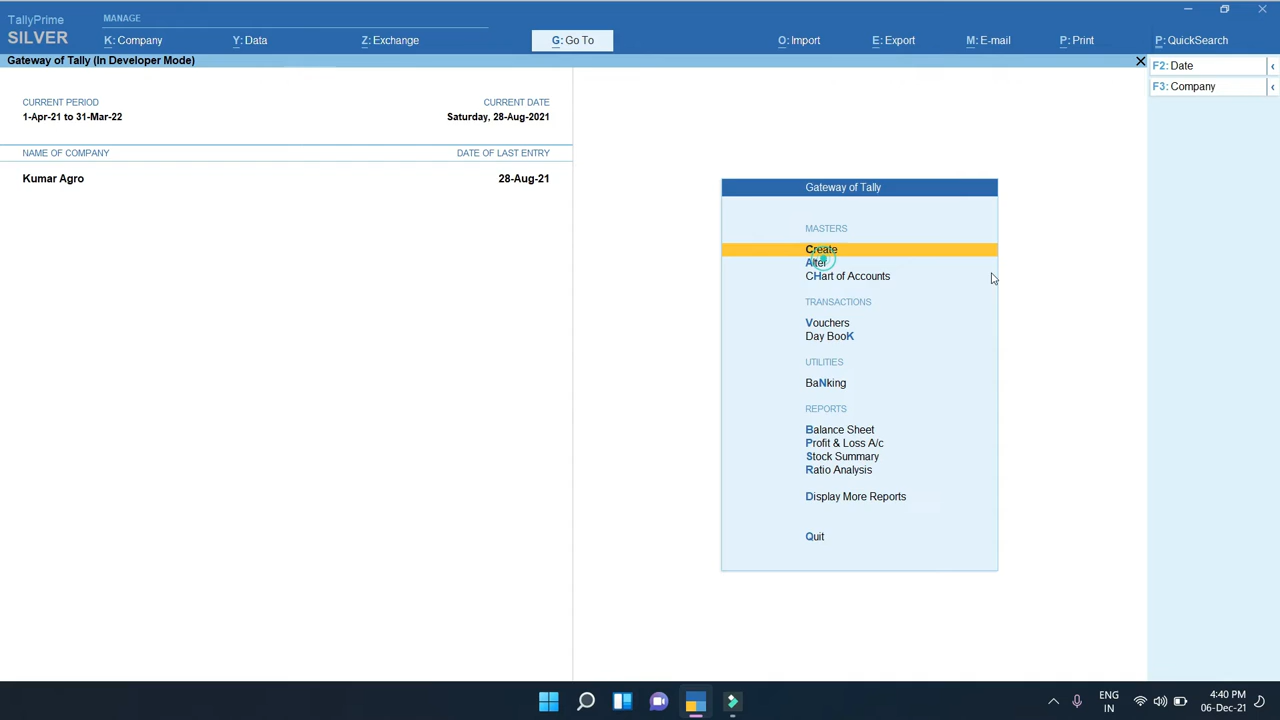 TallyPrime
SILVER
MANAGE
K: Company
Y: Data
Z: Exchange
G: Go To
O: Import
E: Export
M: E-mail
P: Print
P: QuickSearch
Gateway of Tally (In Developer Mode)
F2: Date
F3: Company
CURRENT PERIOD
CURRENT DATE
1-Apr-21 to 31-Mar-22
Saturday, 28-Aug-2021
NAME OF COMPANY
DATE OF LAST ENTRY
Kumar Agro
28-Aug-21
Gateway of Tally
MASTERS
Create
Alter
CHart of Accounts
TRANSACTIONS
Vouchers
Day BooK
UTILITIES
BaNking
REPORTS
Balance Sheet
Profit & Loss A/c
Stock Summary
Ratio Analysis
Display More Reports
Quit
ENG
IN
4:40 PM
06-Dec-21